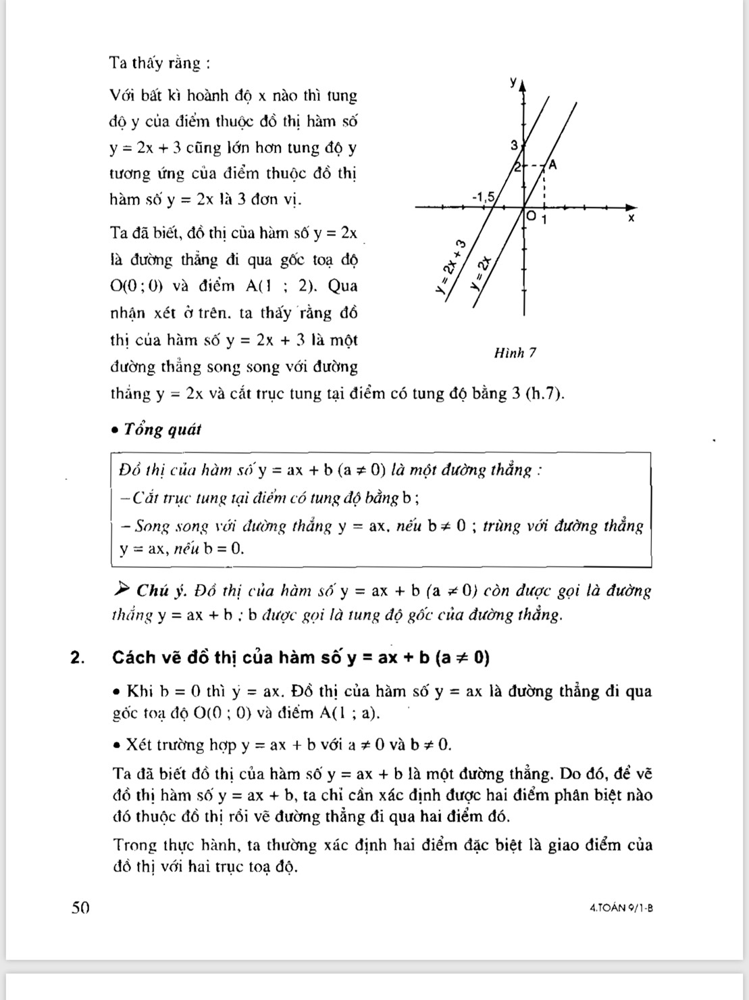 Ta thấy rằng :
Với bất kì hoành độ x nào thì tung
độ y của điểm thuộc đồ thị hàm số
y = 2x + 3 cũng lớn hơn tung độ y
tương ứng của điểm thuộc đồ thị
hàm số y = 2x là 3 đơn vị.
Ta đã biết, đồ thị của hàm số y = 2x
là đường thẳng đi qua gốc toạ độ
O(0 ; 0) và điểm A(1 ; 2). Qua
nhận xét ở trên. ta thấy rằng đồ
thị của hàm số y = 2x + 3 là một
đường thẳng song song với đường
thẳng y = 2x và cắt trục tung tại điểm có tung độ bằng 3 (h.7).
y
3
2
A
-1,5
O
1
x
y = 2x + 3
y = 2x
Hình 7
• Tổng quát
Đồ thị của hàm số y = ax + b (a ≠ 0) là một đường thẳng :
– Cắt trục tung tại điểm có tung độ bằng b ;
– Song song với đường thẳng y = ax, nếu b ≠ 0 ; trùng với đường thẳng
y = ax, nếu b = 0.
➢ Chú ý. Đồ thị của hàm số y = ax + b (a ≠ 0) còn được gọi là đường
thẳng y = ax + b ; b được gọi là tung độ gốc của đường thẳng.
2. Cách vẽ đồ thị của hàm số y = ax + b (a ≠ 0)
• Khi b = 0 thì y = ax. Đồ thị của hàm số y = ax là đường thẳng đi qua
gốc toạ độ O(0 ; 0) và điểm A(1 ; a).
• Xét trường hợp y = ax + b với a ≠ 0 và b ≠ 0.
Ta đã biết đồ thị của hàm số y = ax + b là một đường thẳng. Do đó, để vẽ
đồ thị hàm số y = ax + b, ta chỉ cần xác định được hai điểm phân biệt nào
đó thuộc đồ thị rồi vẽ đường thẳng đi qua hai điểm đó.
Trong thực hành, ta thường xác định hai điểm đặc biệt là giao điểm của
đồ thị với hai trục toạ độ.
50
4.TOÁN 9/1-B